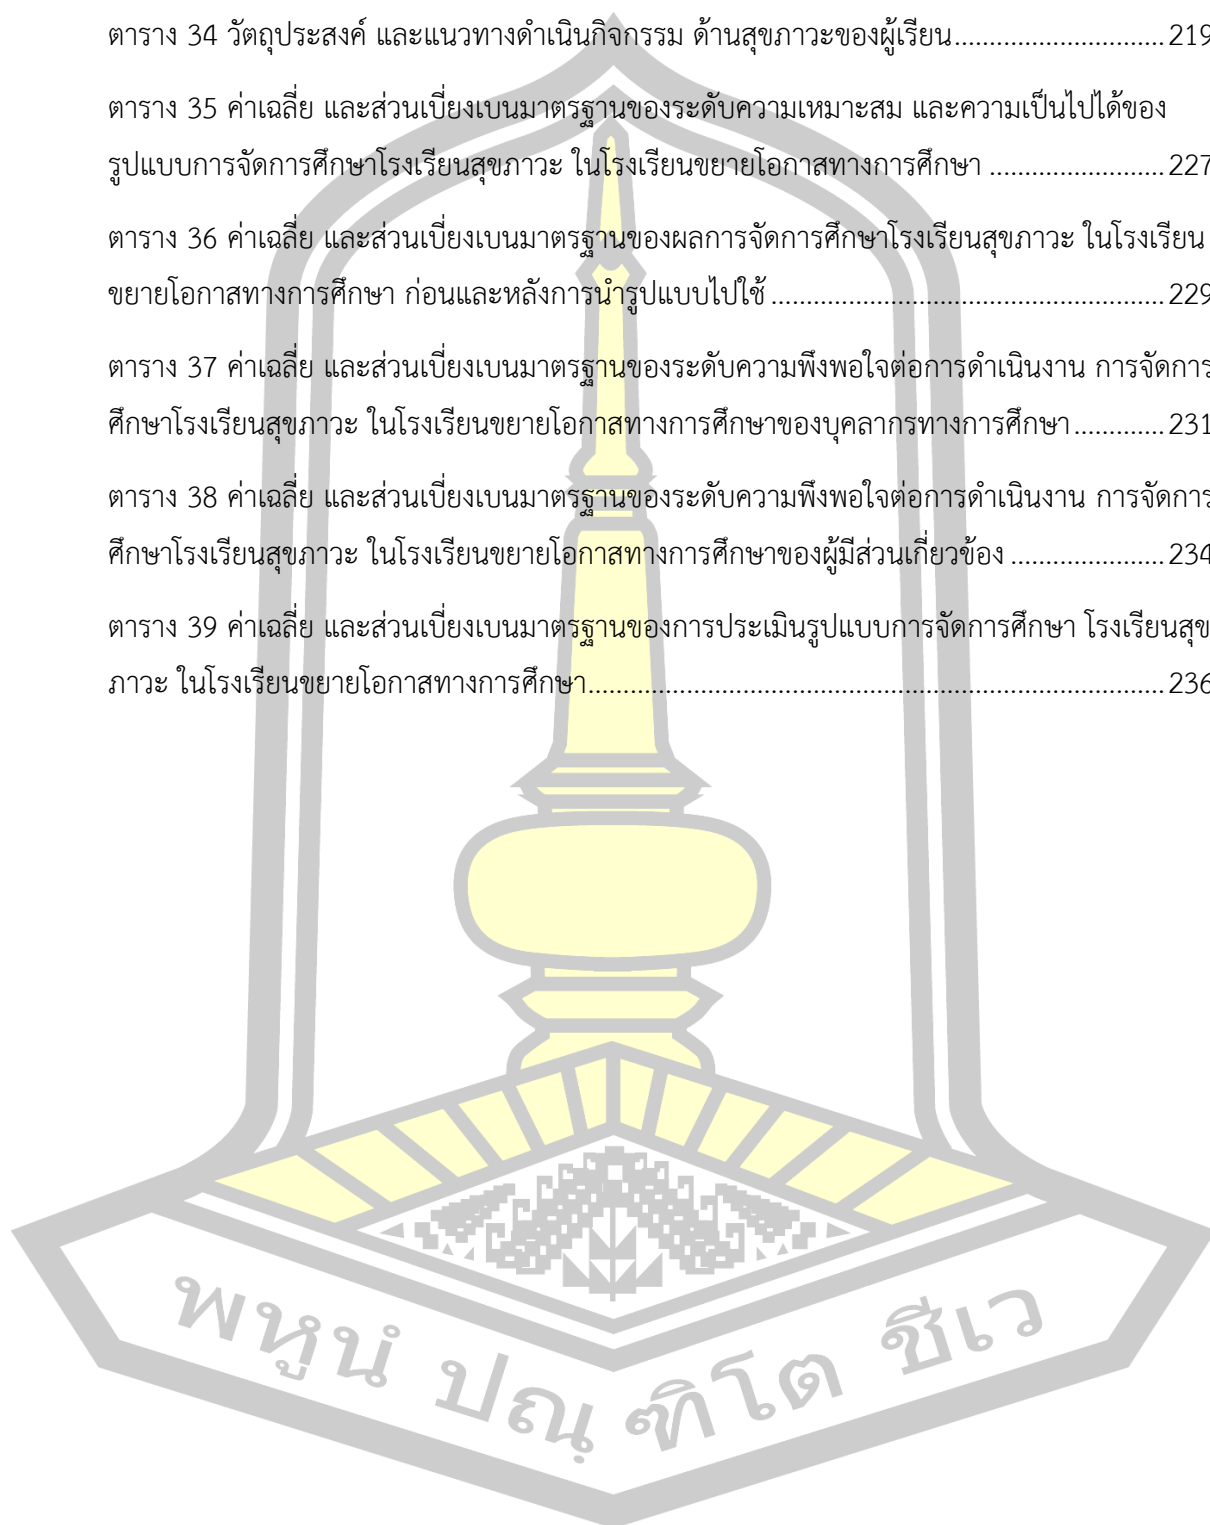 ตาราง 34 วัตถุประสงค์ และแนวทางดำเนินกิจกรรม ด้านสุขภาวะของผู้เรียน.............................. 219
ตาราง 35 ค่าเฉลี่ย และส่วนเบี่ยงเบนมาตรฐานของระดับความเหมาะสม และความเป็นไปได้ของ
รูปแบบการจัดการศึกษาโรงเรียนสุขภาวะ ในโรงเรียนขยายโอกาสทางการศึกษา ......................... 227
ตาราง 36 ค่าเฉลี่ย และส่วนเบี่ยงเบนมาตรฐานของผลการจัดการศึกษาโรงเรียนสุขภาวะ ในโรงเรียน
ขยายโอกาสทางการศึกษา ก่อนและหลังการนำรูปแบบไปใช้ ........................................................ 229
ตาราง 37 ค่าเฉลี่ย และส่วนเบี่ยงเบนมาตรฐานของระดับความพึงพอใจต่อการดำเนินงาน การจัดการ
ศึกษาโรงเรียนสุขภาวะ ในโรงเรียนขยายโอกาสทางการศึกษาของบุคลากรทางการศึกษา............. 231
ตาราง 38 ค่าเฉลี่ย และส่วนเบี่ยงเบนมาตรฐานของระดับความพึงพอใจต่อการดำเนินงาน การจัดการ
ศึกษาโรงเรียนสุขภาวะ ในโรงเรียนขยายโอกาสทางการศึกษาของผู้มีส่วนเกี่ยวข้อง ...................... 234
ตาราง 39 ค่าเฉลี่ย และส่วนเบี่ยงเบนมาตรฐานของการประเมินรูปแบบการจัดการศึกษา โรงเรียนสุข
ภาวะ ในโรงเรียนขยายโอกาสทางการศึกษา.................................................................................. 236
พหูนํ ปณฺฑิโต ชีเว